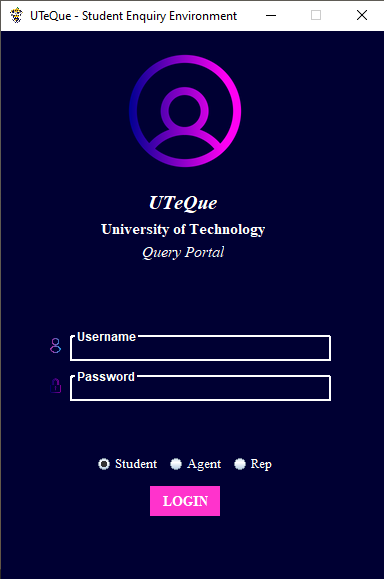 UTeQue - Student Enquiry Environment
UTeQue
University of Technology
Query Portal
Username
Password
Student Agent Rep
LOGIN